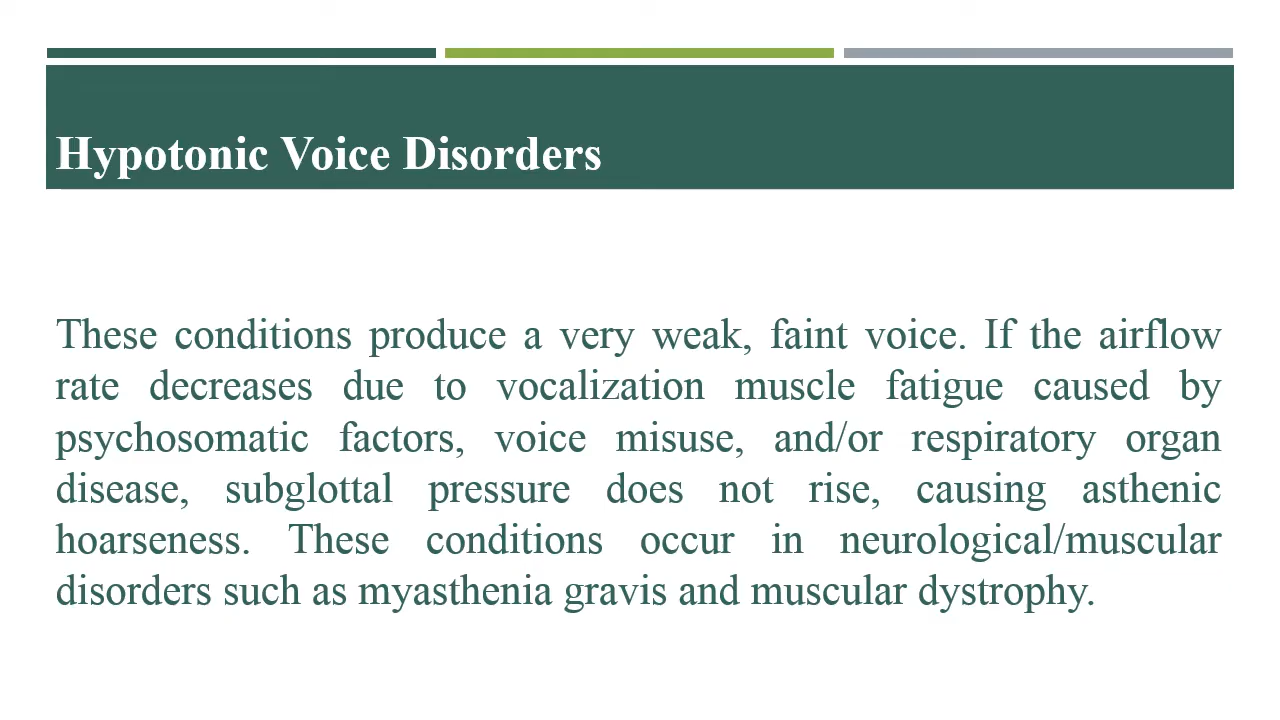 Hypotonic Voice Disorders
These conditions produce a very weak, faint voice. If the airflow
rate decreases due to vocalization muscle fatigue caused by
psychosomatic factors, voice misuse, and/or respiratory organ
disease, subglottal pressure does not rise, causing asthenic
hoarseness. These conditions occur in neurological/muscular
disorders such as myasthenia gravis and muscular dystrophy.